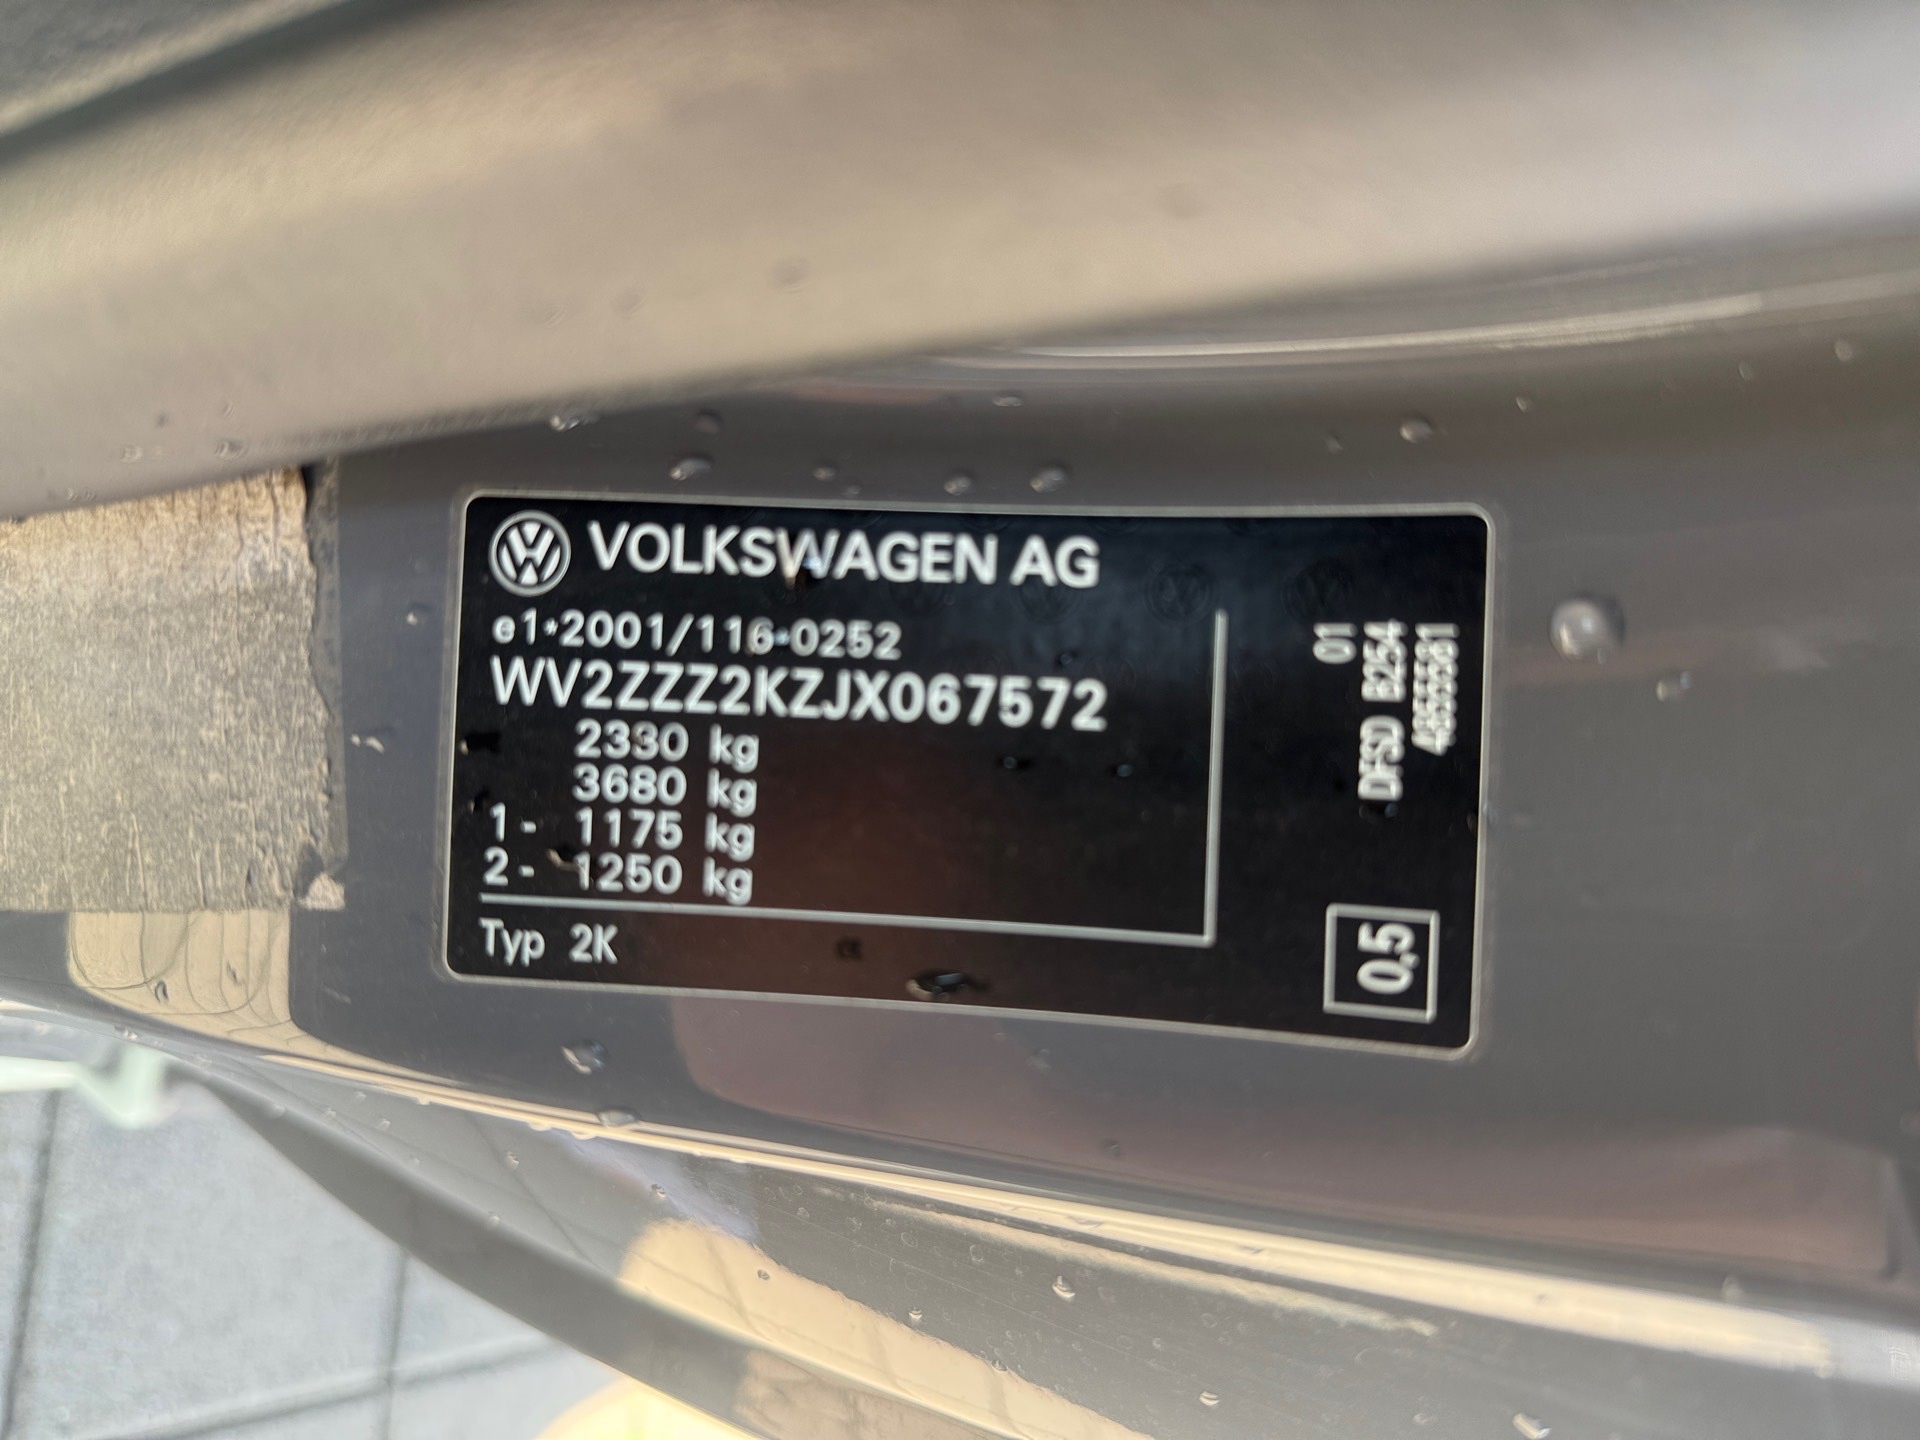 VOLKSWAGEN AG
e1*2001/116*0252
WV2ZZZ2KZJX067572
2330 kg
3680 kg
1- 1175 kg
2- 1250 kg
Typ 2K
01
DFSD B254
4855581
0,5